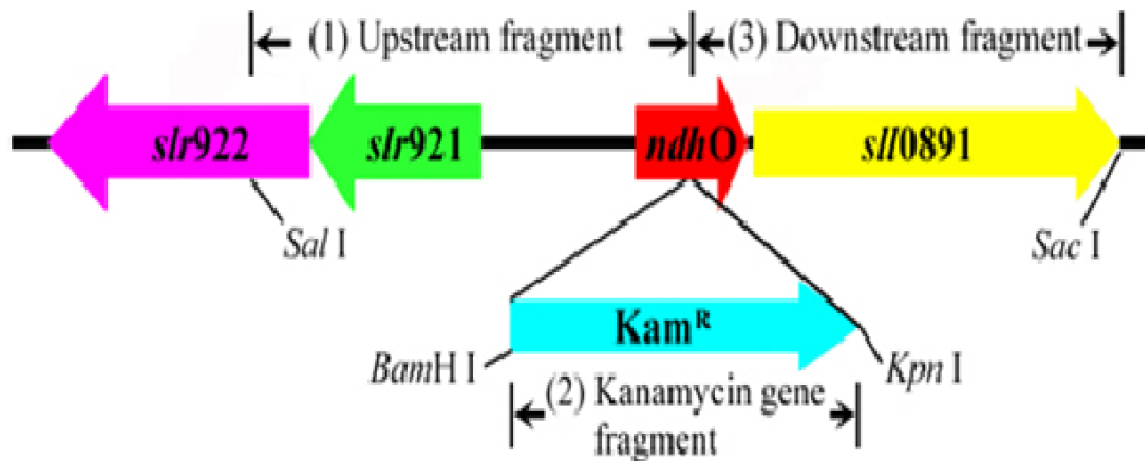 (1) Upstream fragment
(3) Downstream fragment
slr922
slr921
ndhO
sll0891
Sal I
Sac I
Kam^R
BamH I
Kpn I
(2) Kanamycin gene
fragment